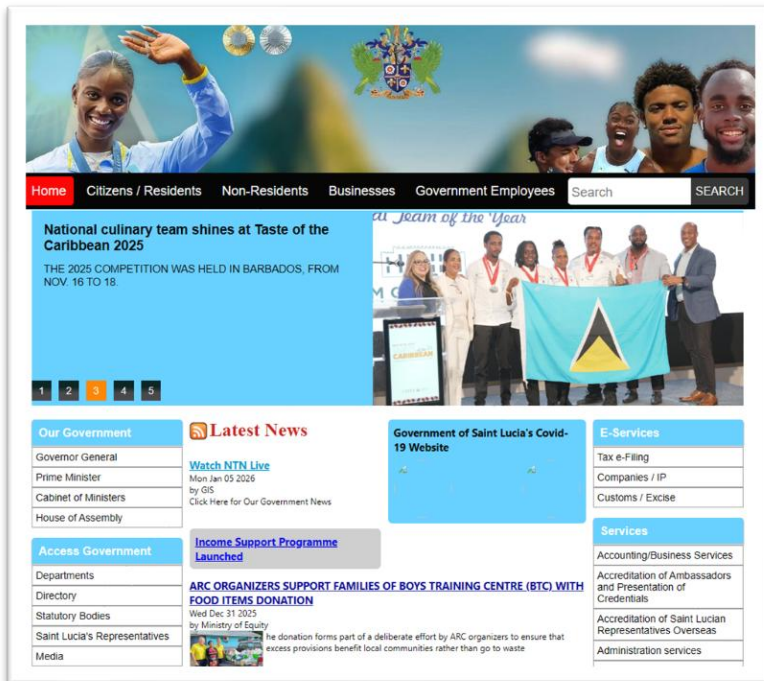 Home
Citizens / Residents
Non-Residents
Businesses
Government Employees
Search
SEARCH
National culinary team shines at Taste of the
Caribbean 2025
THE 2025 COMPETITION WAS HELD IN BARBADOS, FROM
NOV. 16 TO 18.
1 2 3 4 5
al Team of the Year
CARIBBEAN
Our Government
Governor General
Prime Minister
Cabinet of Ministers
House of Assembly
Access Government
Departments
Directory
Statutory Bodies
Saint Lucia's Representatives
Media
Latest News
Watch NTN Live
Mon Jan 05 2026
by GIS
Click Here for Our Government News
Income Support Programme
Launched
ARC ORGANIZERS SUPPORT FAMILIES OF BOYS TRAINING CENTRE (BTC) WITH
FOOD ITEMS DONATION
Wed Dec 31 2025
by Ministry of Equity
he donation forms part of a deliberate effort by ARC organizers to ensure that
excess provisions benefit local communities rather than go to waste
Government of Saint Lucia's Covid-
19 Website
E-Services
Tax e-Filing
Companies / IP
Customs / Excise
Services
Accounting/Business Services
Accreditation of Ambassadors
and Presentation of
Credentials
Accreditation of Saint Lucian
Representatives Overseas
Administration services